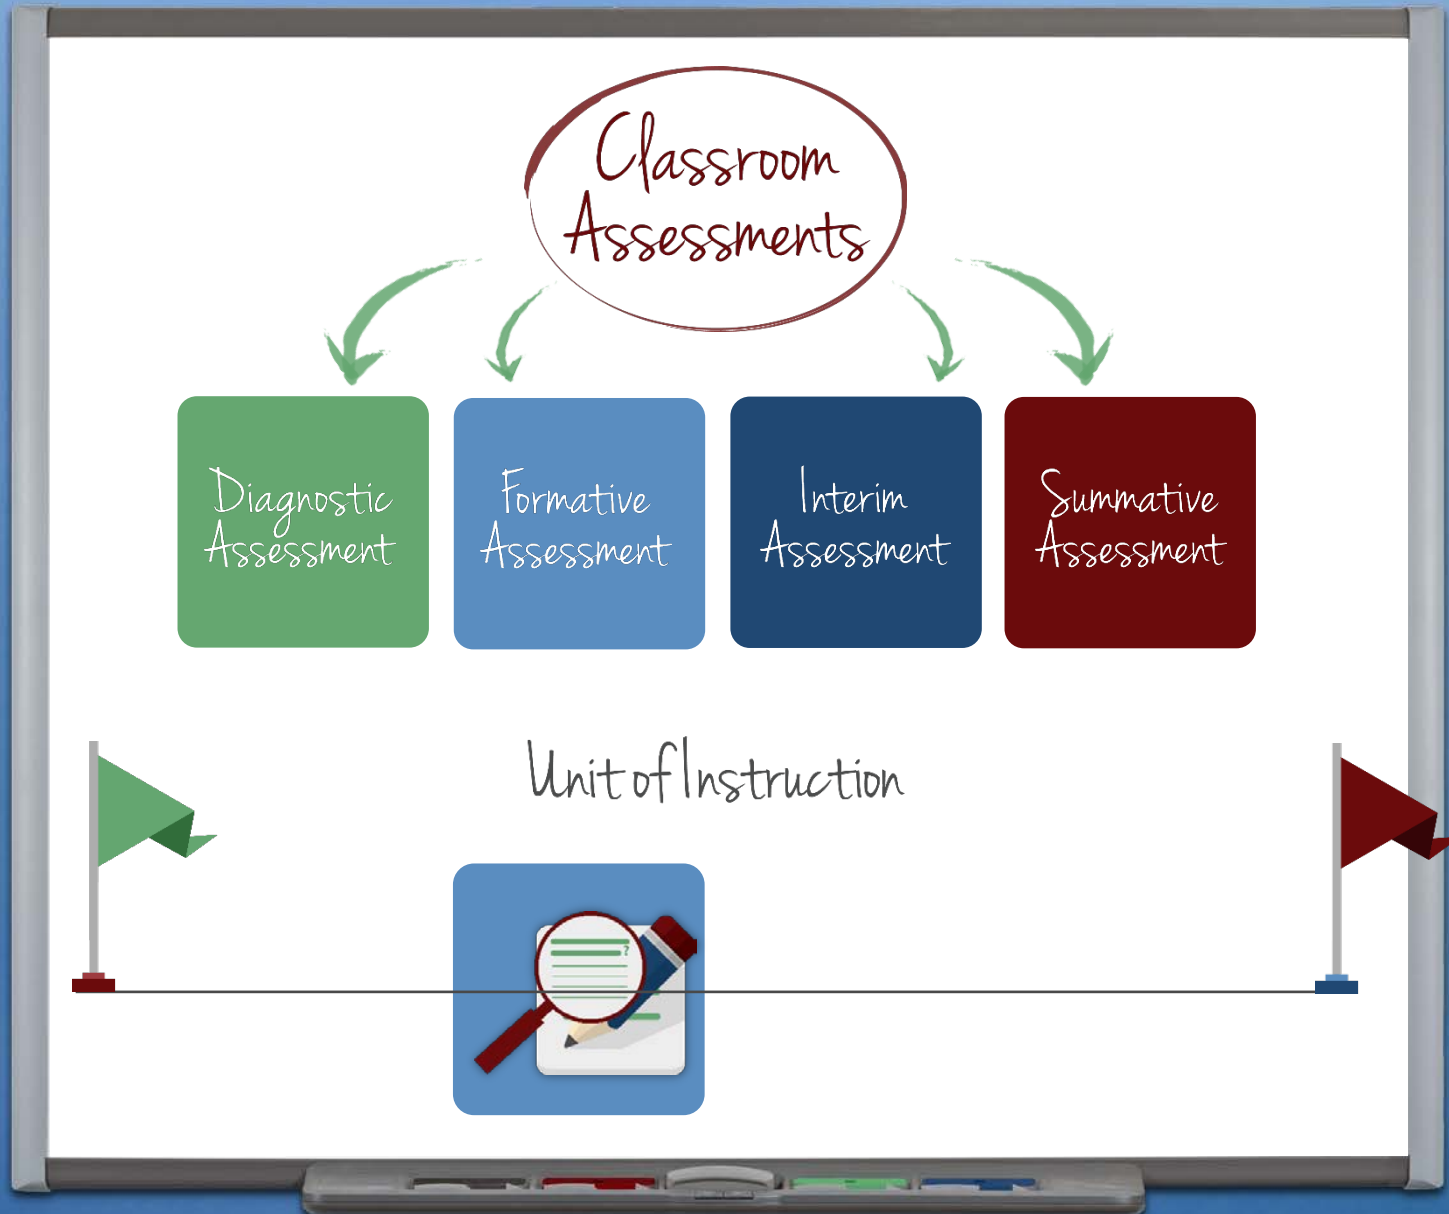 Classroom
Assessments
Diagnostic
Assessment
Formative
Assessment
Interim
Assessment
Summative
Assessment
Unit of Instruction
?